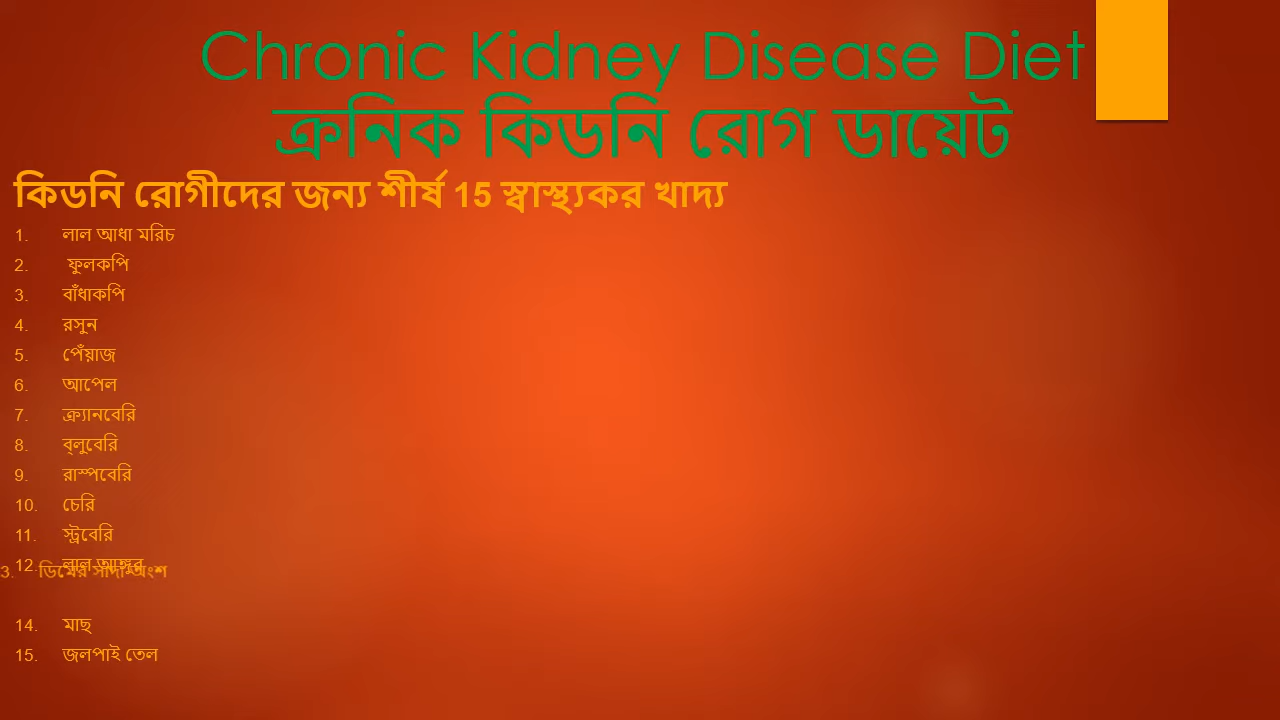 Chronic Kidney Disease Diet
ক্রনিক কিডনি রোগ ডায়েট
কিডনি রোগীদের জন্য শীর্ষ 15 স্বাস্থ্যকর খাদ্য
1. লাল আধা মরিচ
2. ফুলকপি
3. বাঁধাকপি
4. রসুন
5. পেঁয়াজ
6. আপেল
7. ক্র্যানবেরি
8. ব্লুবেরি
9. রাস্পবেরি
10. চেরি
11. স্ট্রবেরি
12. লাল আঙ্গুর
3. ডিমের সাদা অংশ
14. মাছ
15. জলপাই তেল